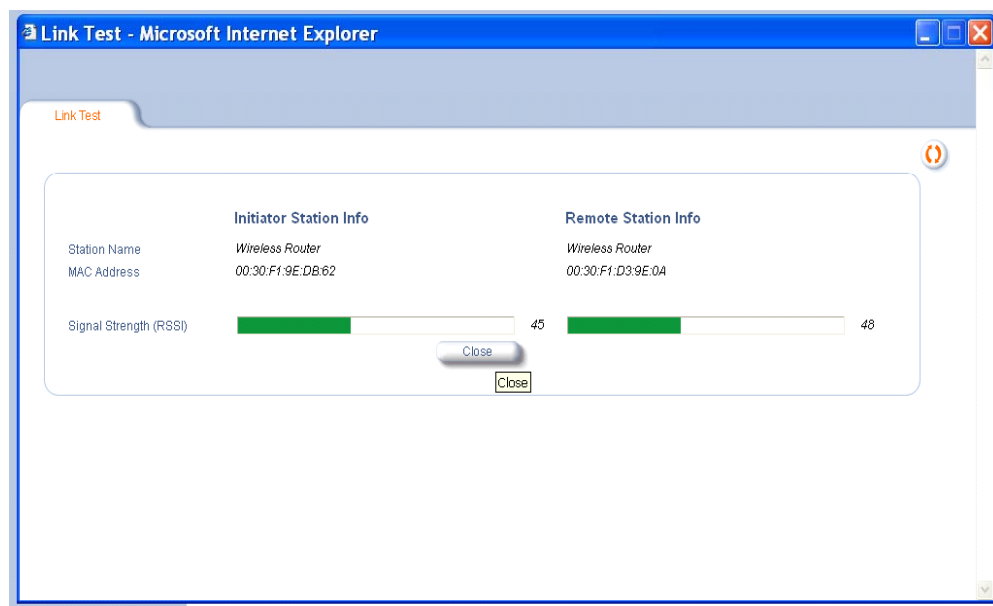 Link Test - Microsoft Internet Explorer
Link Test
Initiator Station Info Remote Station Info
Station Name Wireless Router Wireless Router
MAC Address 00:30:F1:9E:DB:62 00:30:F1:D3:9E:0A
Signal Strength (RSSI) 45 48
Close
Close